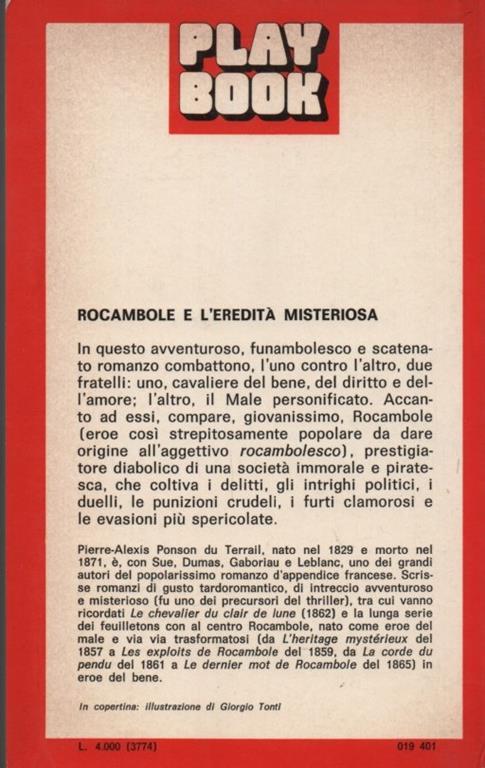 PLAY
BOOK
ROCAMBOLE E L'EREDITÀ MISTERIOSA
In questo avventuroso, funambolesco e scatena-
to romanzo combattono, l'uno contro l'altro, due
fratelli: uno, cavaliere del bene, del diritto e del-
l'amore; l'altro, il Male personificato. Accan-
to ad essi, compare, giovanissimo, Rocambole
(eroe così strepitosamente popolare da dare
origine all'aggettivo rocambolesco), prestigia-
tore diabolico di una società immorale e pirate-
sca, che coltiva i delitti, gli intrighi politici, i
duelli, le punizioni crudeli, i furti clamorosi e
le evasioni più spericolate.
Pierre-Alexis Ponson du Terrail, nato nel 1829 e morto nel
1871, è, con Sue, Dumas, Gaboriau e Leblanc, uno dei grandi
autori del popolarissimo romanzo d'appendice francese. Scris-
se romanzi di gusto tardoromantico, di intreccio avventuroso
e misterioso (fu uno dei precursori del thriller), tra cui vanno
ricordati Le chevalier du clair de lune (1862) e la lunga serie
dei feuilletons con al centro Rocambole, nato come eroe del
male e via via trasformatosi (da L'heritage mystérieux del
1857 a Les exploits de Rocambole del 1859, da La corde du
pendu del 1861 a Le dernier mot de Rocambole del 1865) in
eroe del bene.
In copertina: illustrazione di Giorgio Tonti
L. 4.000 (3774)
019 401